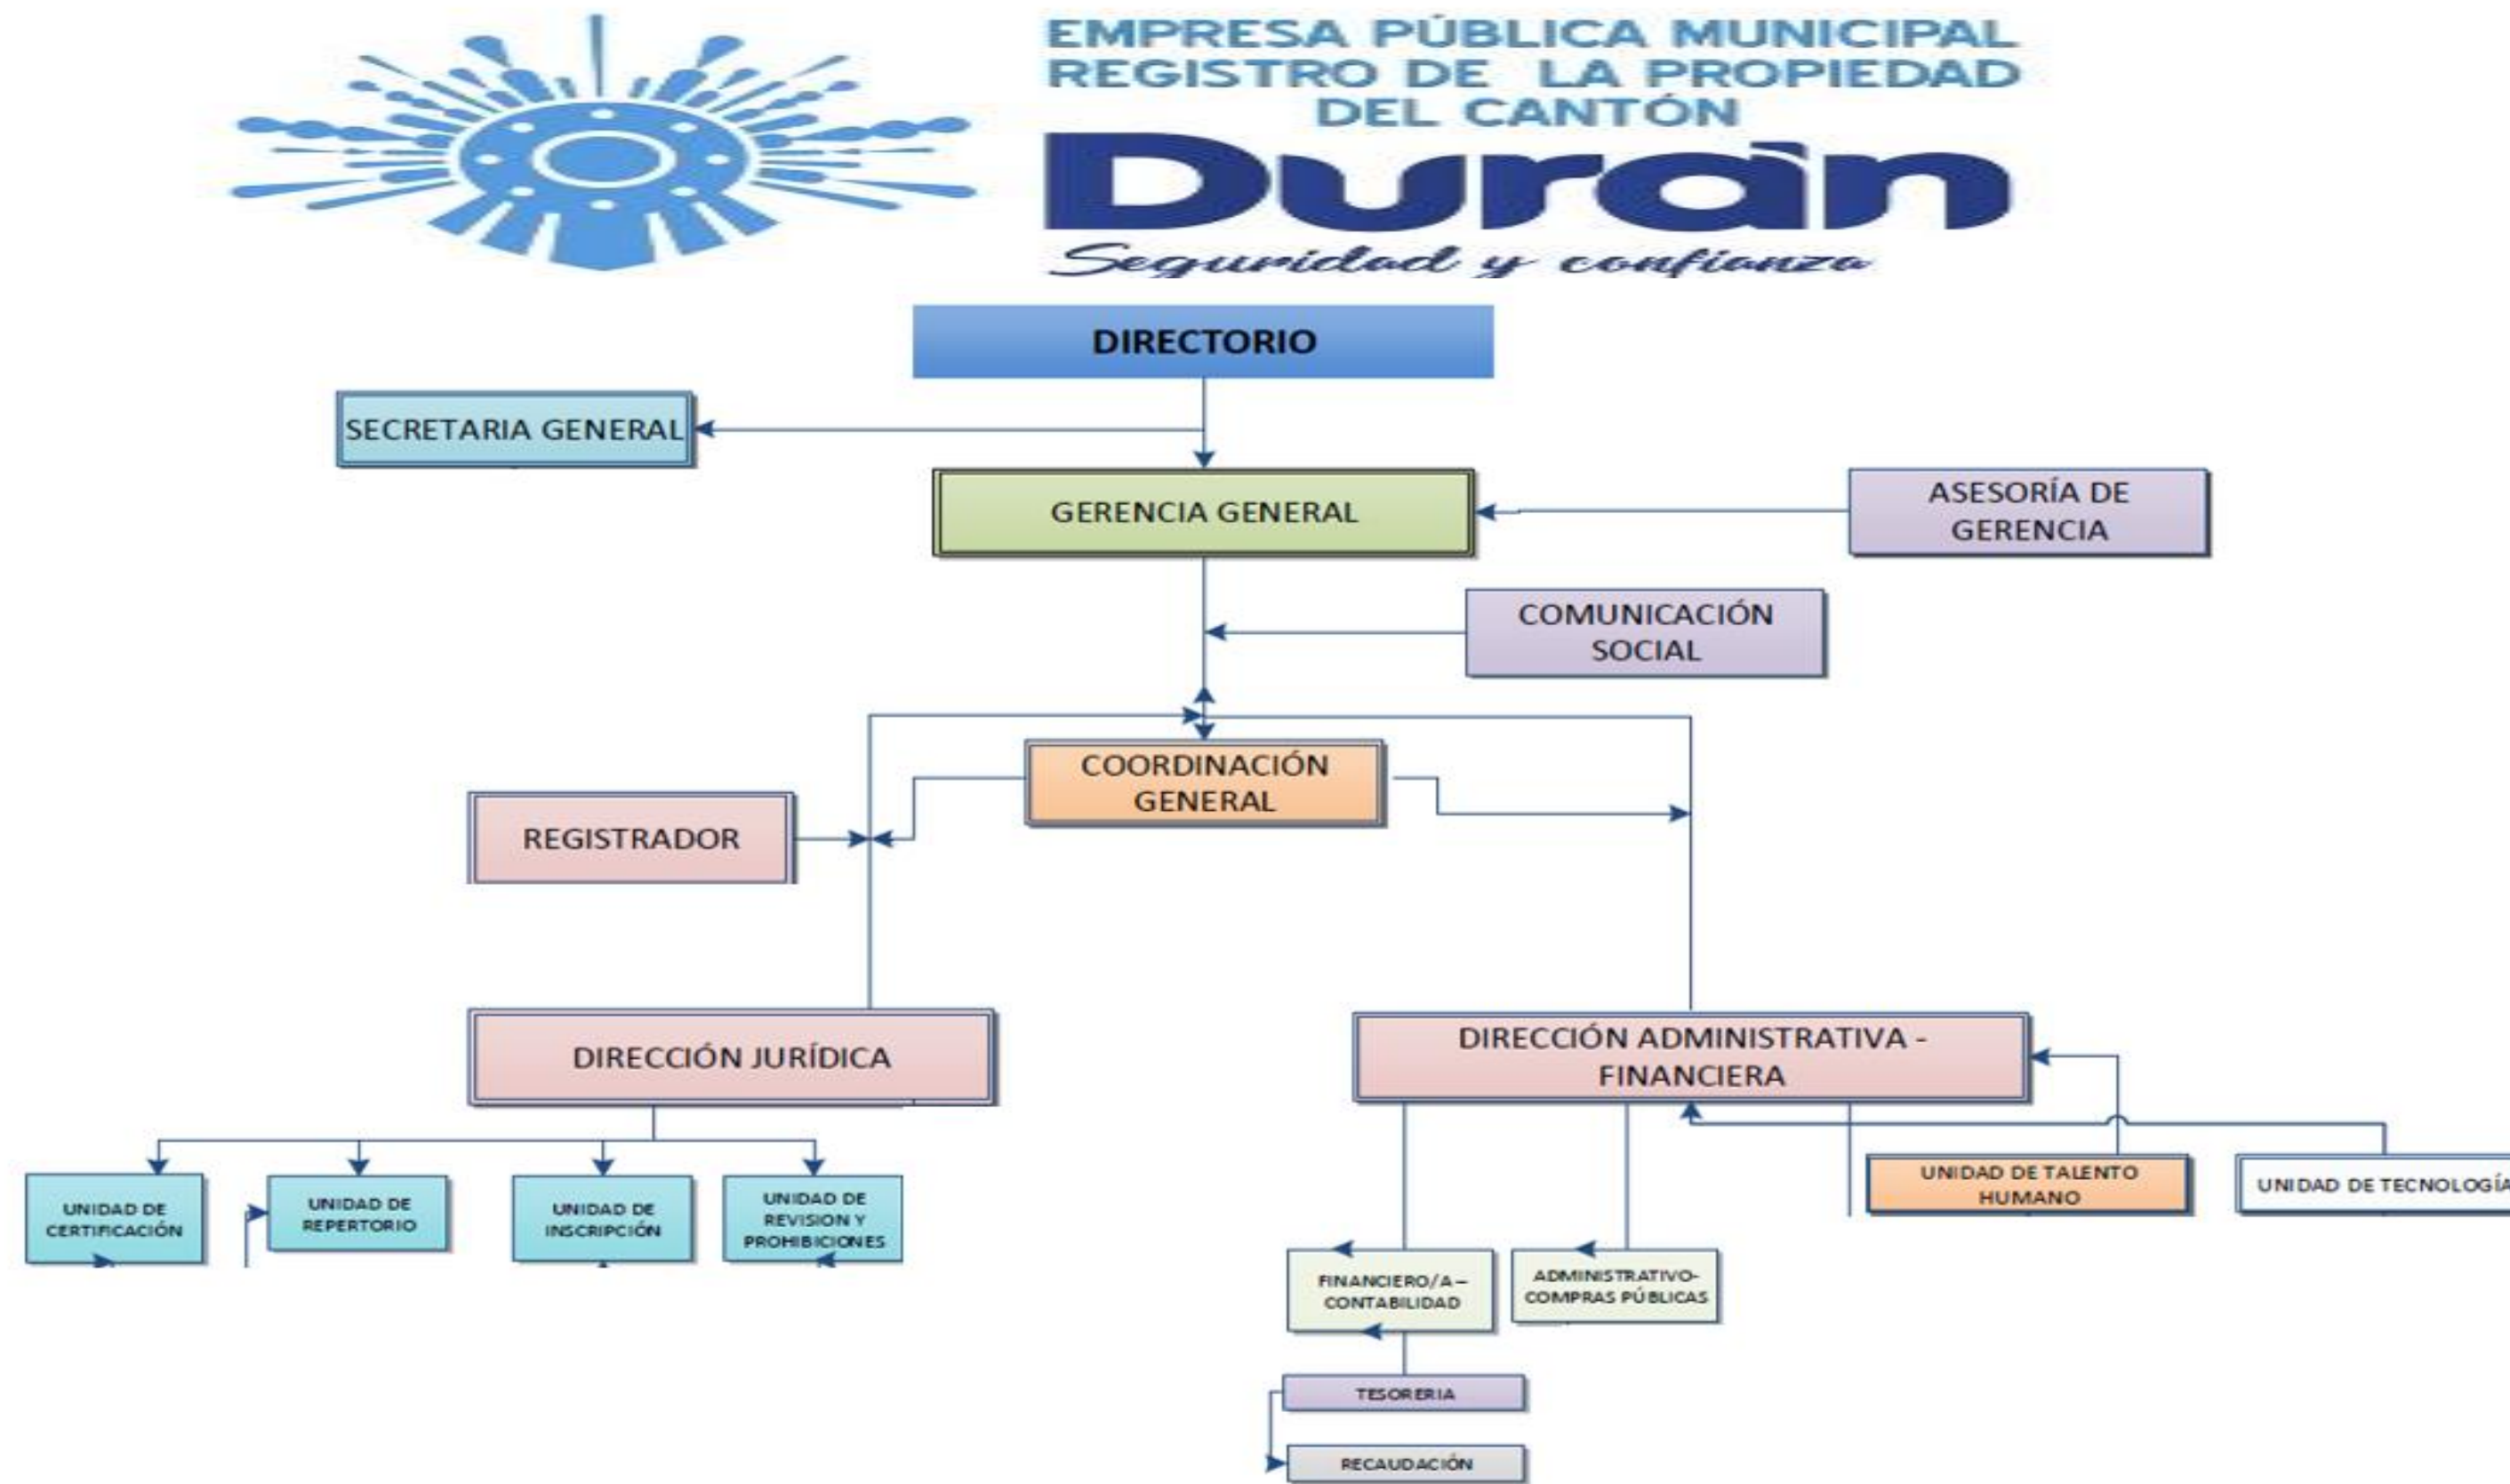 EMPRESA PÚBLICA MUNICIPAL
REGISTRO DE LA PROPIEDAD
DEL CANTÓN
Durán
Seguridad y confianza
DIRECTORIO
SECRETARIA GENERAL
GERENCIA GENERAL
ASESORÍA DE
GERENCIA
COMUNICACIÓN
SOCIAL
COORDINACIÓN
GENERAL
REGISTRADOR
DIRECCIÓN JURÍDICA
DIRECCIÓN ADMINISTRATIVA -
FINANCIERA
UNIDAD DE
CERTIFICACIÓN
UNIDAD DE
REPERTORIO
UNIDAD DE
INSCRIPCIÓN
UNIDAD DE
REVISION Y
PROHIBICIONES
UNIDAD DE TALENTO
HUMANO
UNIDAD DE TECNOLOGÍA
FINANCIERO/A –
CONTABILIDAD
ADMINISTRATIVO-
COMPRAS PÚBLICAS
TESORERIA
RECAUDACIÓN